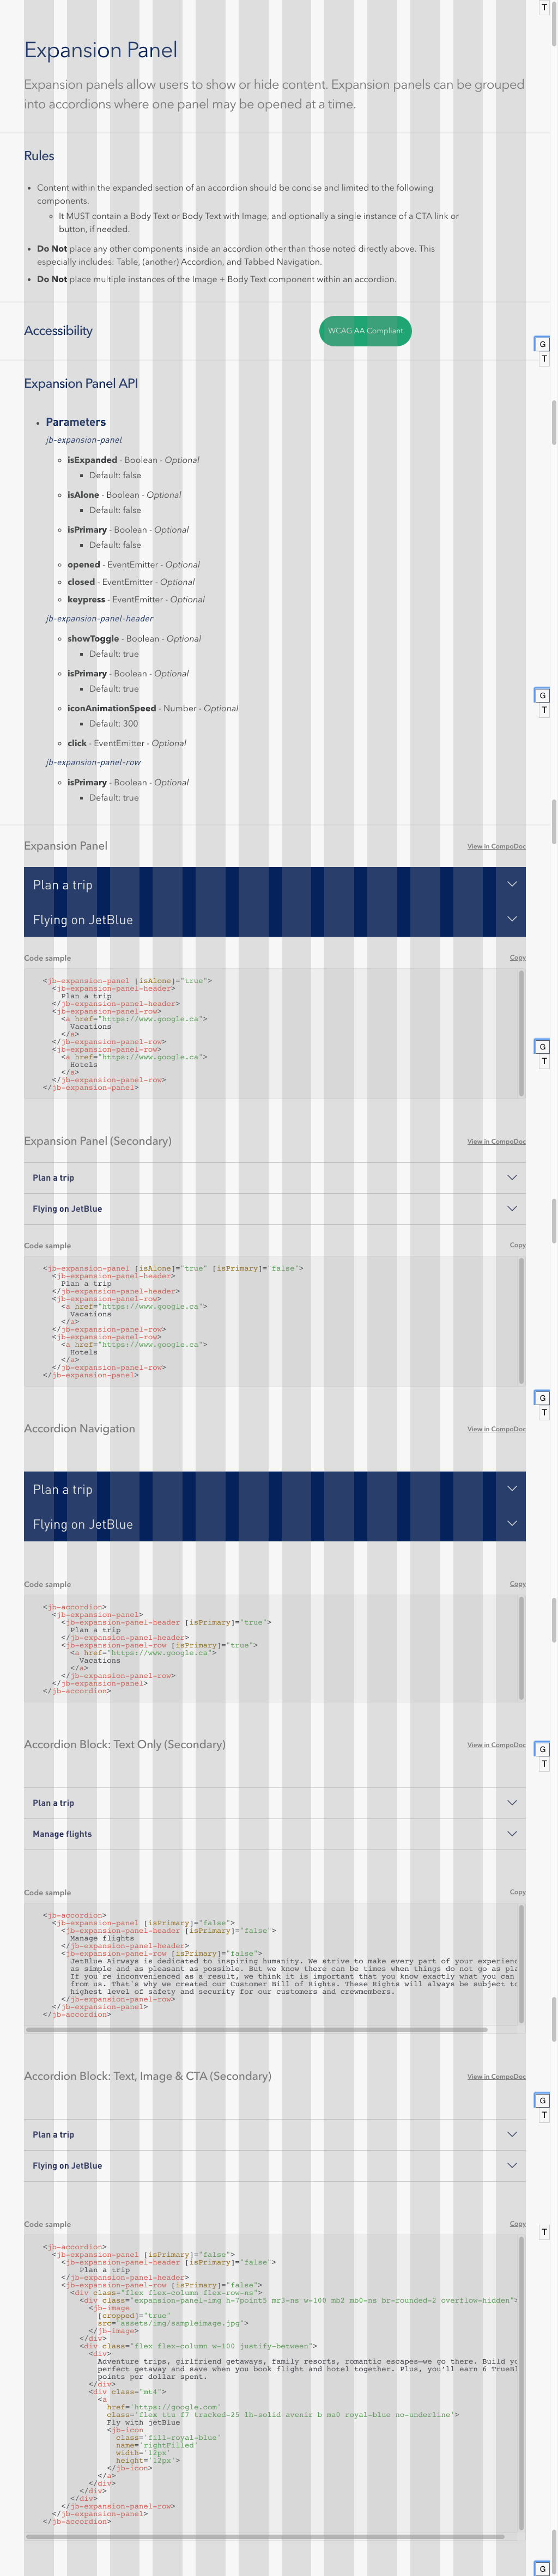 T
Expansion Panel
Expansion panels allow users to show or hide content. Expansion panels can be grouped
into accordions where one panel may be opened at a time.
Rules
• Content within the expanded section of an accordion should be concise and limited to the following
components.
It MUST contain a Body Text or Body Text with Image, and optionally a single instance of a CTA link or
button, if needed.
• Do Not place any other components inside an accordion other than those noted directly above. This
especially includes: Table, (another) Accordion, and Tabbed Navigation.
• Do Not place multiple instances of the Image + Body Text component within an accordion.
Accessibility
WCAG AA Compliant
G
T
Expansion Panel API
• Parameters
jb-expansion-panel
isExpanded - Boolean - Optional
Default: false
isAlone - Boolean - Optional
Default: false
isPrimary - Boolean - Optional
Default: false
opened - EventEmitter - Optional
closed - EventEmitter - Optional
keypress - EventEmitter - Optional
jb-expansion-panel-header
showToggle - Boolean - Optional
Default: true
isPrimary - Boolean - Optional
Default: true
G
T
iconAnimationSpeed - Number - Optional
Default: 300
click - EventEmitter - Optional
jb-expansion-panel-row
isPrimary - Boolean - Optional
Default: true
Expansion Panel
View in CompoDoc
Plan a trip
Flying on JetBlue
Code sample
Copy
<jb-expansion-panel [isAlone]="true">
<jb-expansion-panel-header>
Plan a trip
</jb-expansion-panel-header>
<jb-expansion-panel-row>
<a href="https://www.google.ca">
Vacations
</a>
</jb-expansion-panel-row>
<jb-expansion-panel-row>
<a href="https://www.google.ca">
Hotels
</a>
</jb-expansion-panel-row>
</jb-expansion-panel>
G
T
Expansion Panel (Secondary)
View in CompoDoc
Plan a trip
Flying on JetBlue
Code sample
Copy
<jb-expansion-panel [isAlone]="true" [isPrimary]="false">
<jb-expansion-panel-header>
Plan a trip
</jb-expansion-panel-header>
<jb-expansion-panel-row>
<a href="https://www.google.ca">
Vacations
</a>
</jb-expansion-panel-row>
<jb-expansion-panel-row>
<a href="https://www.google.ca">
Hotels
</a>
</jb-expansion-panel-row>
</jb-expansion-panel>
G
T
Accordion Navigation
View in CompoDoc
Plan a trip
Flying on JetBlue
Code sample
Copy
<jb-accordion>
<jb-expansion-panel>
<jb-expansion-panel-header [isPrimary]="true">
Plan a trip
</jb-expansion-panel-header>
<jb-expansion-panel-row [isPrimary]="true">
<a href="https://www.google.ca">
Vacations
</a>
</jb-expansion-panel-row>
</jb-expansion-panel>
</jb-accordion>
Accordion Block: Text Only (Secondary)
View in CompoDoc
G
T
Plan a trip
Manage flights
Code sample
Copy
<jb-accordion>
<jb-expansion-panel [isPrimary]="false">
<jb-expansion-panel-header [isPrimary]="false">
Manage flights
</jb-expansion-panel-header>
<jb-expansion-panel-row [isPrimary]="false">
JetBlue Airways is dedicated to inspiring humanity. We strive to make every part of your experienc
as simple and as pleasant as possible. But we know there can be times when things do not go as pla
If you're inconvenienced as a result, we think it is important that you know exactly what you can
from us. That's why we created our Customer Bill of Rights. These Rights will always be subject to
highest level of safety and security for our customers and crewmembers.
</jb-expansion-panel-row>
</jb-expansion-panel>
</jb-accordion>
Accordion Block: Text, Image & CTA (Secondary)
View in CompoDoc
G
T
Plan a trip
Flying on JetBlue
Code sample
Copy
T
<jb-accordion>
<jb-expansion-panel [isPrimary]="false">
<jb-expansion-panel-header [isPrimary]="false">
Plan a trip
</jb-expansion-panel-header>
<jb-expansion-panel-row [isPrimary]="false">
<div class="flex flex-column flex-row-ns">
<div class="expansion-panel-img h-7point5 mr3-ns w-100 mb2 mb0-ns br-rounded-2 overflow-hidden">
<jb-image
[cropped]="true"
src="assets/img/sampleimage.jpg">
</jb-image>
</div>
<div class="flex flex-column w-100 justify-between">
<div>
Adventure trips, girlfriend getaways, family resorts, romantic escapes—we go there. Build yo
perfect getaway and save when you book flight and hotel together. Plus, you'll earn 6 TrueBl
points per dollar spent.
</div>
<div class="mt4">
<a
href='https://google.com'
class='flex ttu f7 tracked-25 lh-solid avenir b ma0 royal-blue no-underline'>
Fly with jetBlue
<jb-icon
class='fill-royal-blue'
name='rightFilled'
width='12px'
height='12px'>
</jb-icon>
</a>
</div>
</div>
</div>
</jb-expansion-panel-row>
</jb-expansion-panel>
</jb-accordion>
G